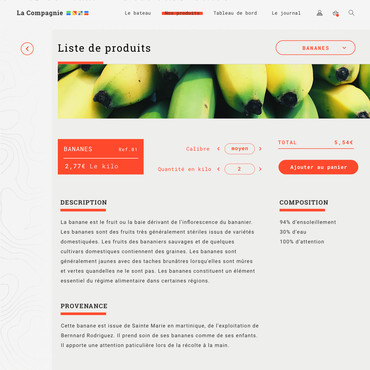 La Compagnie
Le bateau
Nos produits
Tableau de bord
Le journal
Liste de produits
BANANES
BANANES
Ref.01
2,77€ Le kilo
Calibre
moyen
Quantité en kilo
2
TOTAL
5,54€
Ajouter au panier
DESCRIPTION
La banane est le fruit ou la baie dérivant de l'inflorescence du bananier.
Les bananes sont des fruits très généralement stériles issus de variétés
domestiquées. Les fruits des bananiers sauvages et de quelques
cultivars domestiques contiennent des graines. Les bananes sont
généralement jaunes avec des taches brunâtres lorsqu'elles sont mûres
et vertes quandelles ne le sont pas. Les bananes constituent un élément
essentiel du régime alimentaire dans certaines régions.
COMPOSITION
94% d'ensoleillement
30% d'eau
100% d'attention
PROVENANCE
Cette banane est issue de Sainte Marie en martinique, de l'exploitation de
Bernnard Rodriguez. Il prend soin de ses bananes comme de ses enfants.
Il apporte une attention paticulière lors de la récolte à la main.